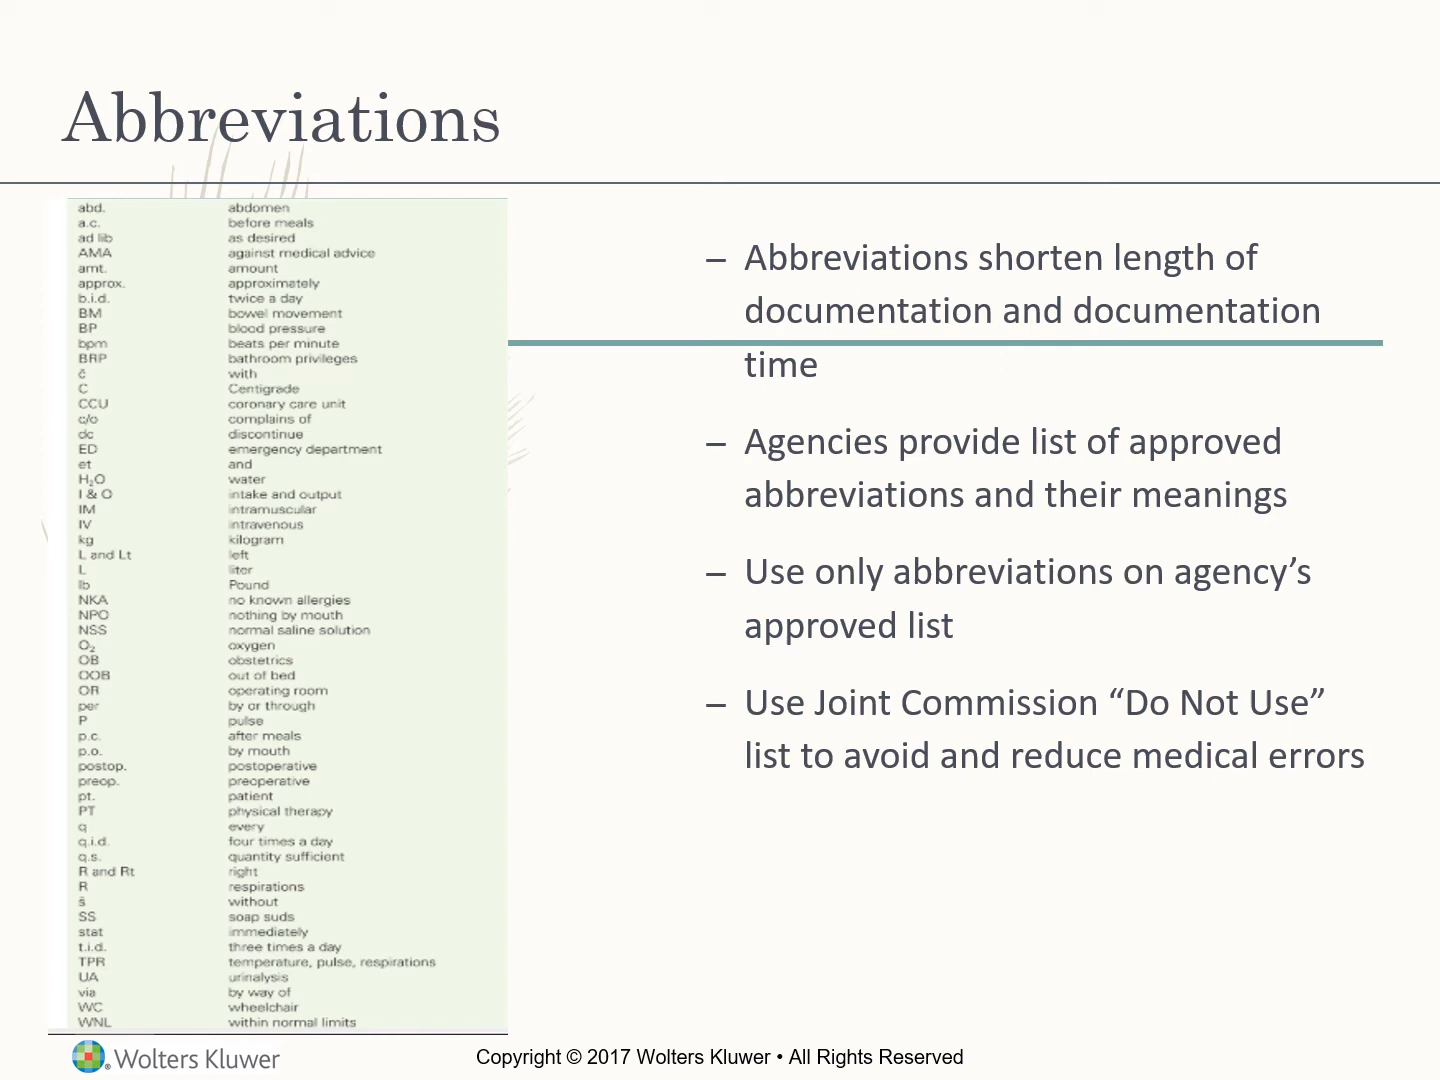 Abbreviations
abd. abdomen
a.c. before meals
ad lib as desired
AMA against medical advice
amt. amount
approx. approximately
b.i.d. twice a day
BM bowel movement
BP blood pressure
bpm beats per minute
BRP bathroom privileges
c̄ with
C Centigrade
CCU coronary care unit
c/o complains of
dc discontinue
ED emergency department
et and
H₂O water
I & O intake and output
IM intramuscular
IV intravenous
kg kilogram
L and Lt left
L liter
lb Pound
NKA no known allergies
NPO nothing by mouth
NSS normal saline solution
O₂ oxygen
OB obstetrics
OOB out of bed
OR operating room
per by or through
P pulse
p.c. after meals
p.o. by mouth
postop. postoperative
preop. preoperative
pt. patient
PT physical therapy
q every
q.i.d. four times a day
q.s. quantity sufficient
R and Rt right
R respirations
s̄ without
SS soap suds
stat immediately
t.i.d. three times a day
TPR temperature, pulse, respirations
UA urinalysis
via by way of
WC wheelchair
WNL within normal limits
– Abbreviations shorten length of
documentation and documentation
time
– Agencies provide list of approved
abbreviations and their meanings
– Use only abbreviations on agency’s
approved list
– Use Joint Commission “Do Not Use”
list to avoid and reduce medical errors
Wolters Kluwer
Copyright © 2017 Wolters Kluwer • All Rights Reserved